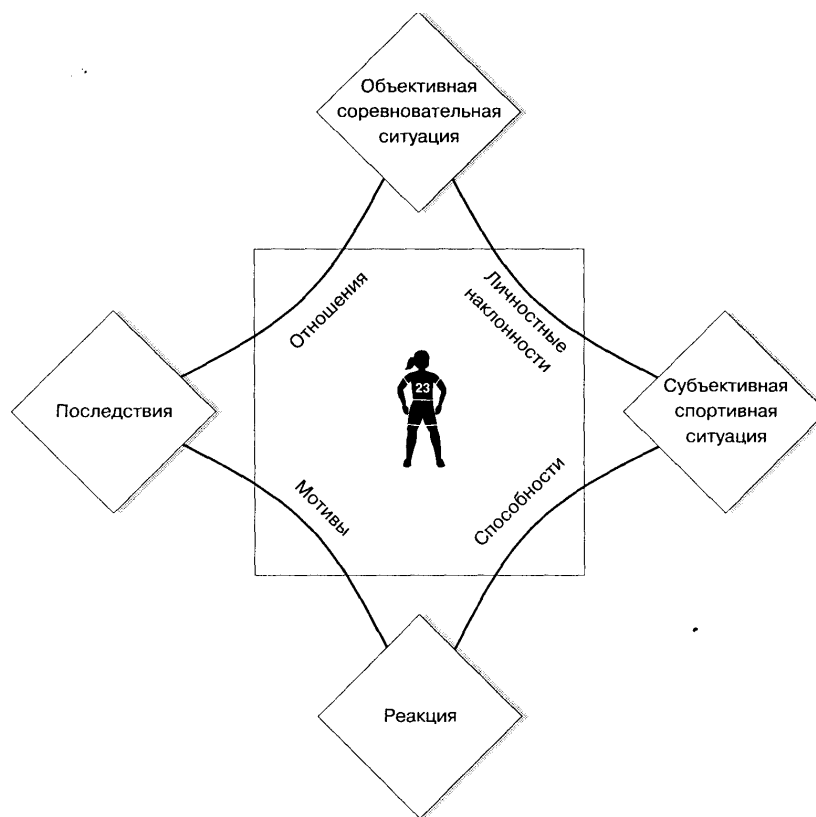 Объективная
соревновательная
ситуация
Отношения
Личностные
наклонности
23
Последствия
Субъективная
спортивная
ситуация
Мотивы
Способности
Реакция